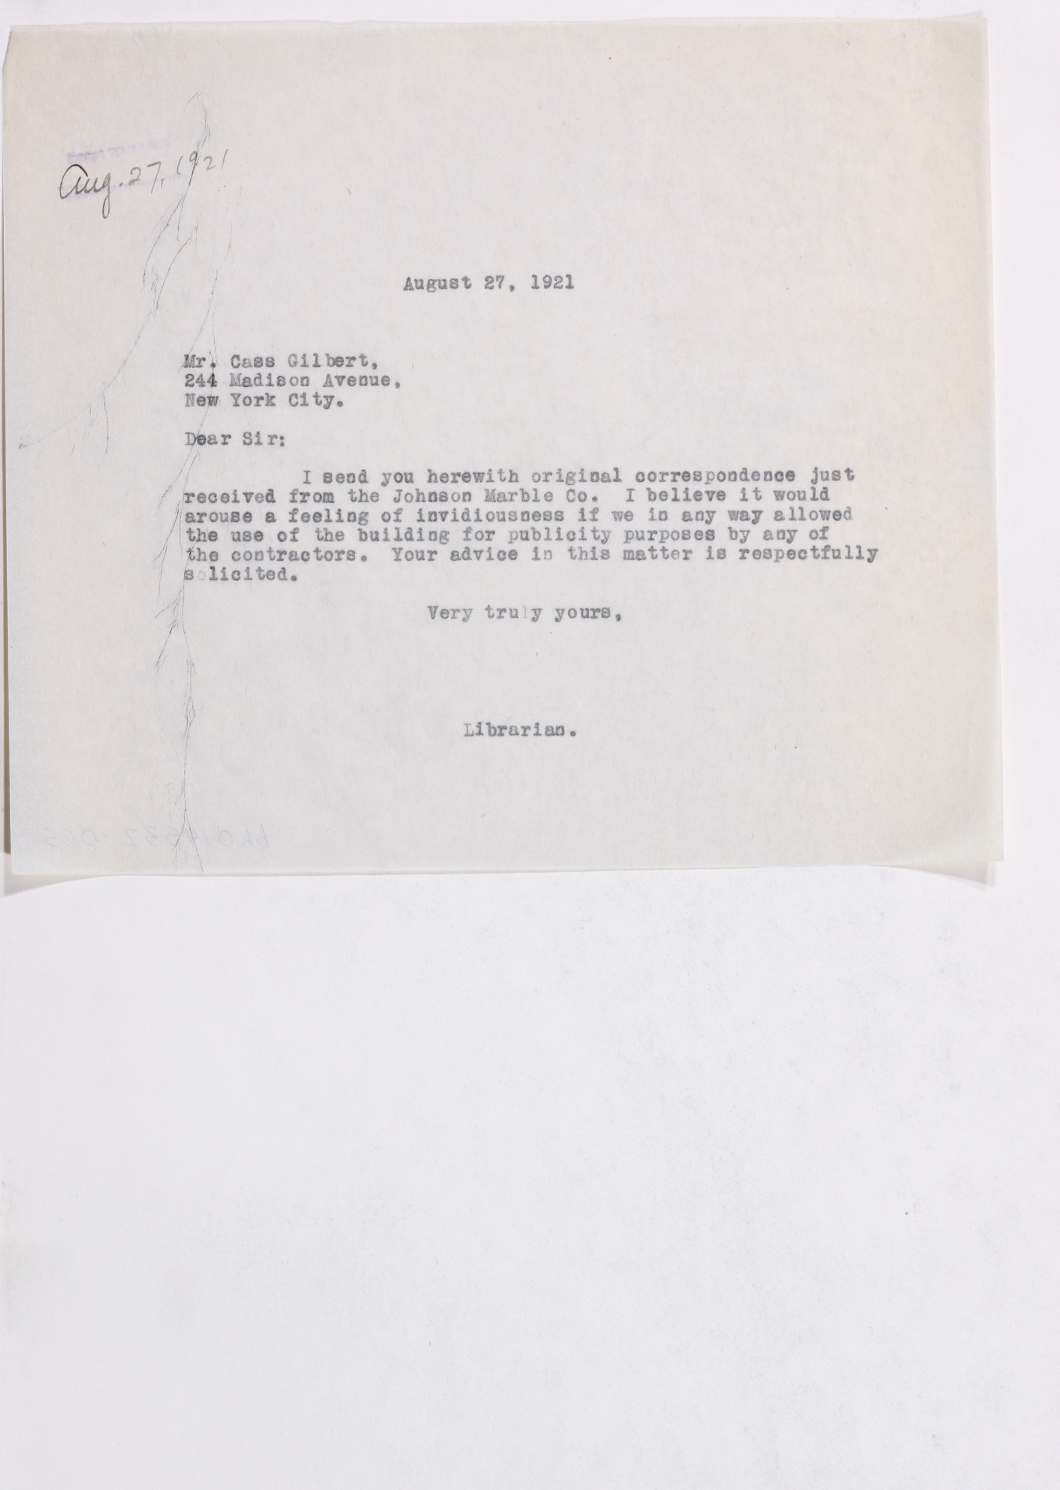 Aug. 27, 1921
August 27, 1921
Mr. Cass Gilbert,
244 Madison Avenue,
New York City.
Dear Sir:
I send you herewith original correspondence just
received from the Johnson Marble Co. I believe it would
arouse a feeling of invidiousness if we in any way allowed
the use of the building for publicity purposes by any of
the contractors. Your advice in this matter is respectfully
solicited.
Very truly yours,
Librarian.